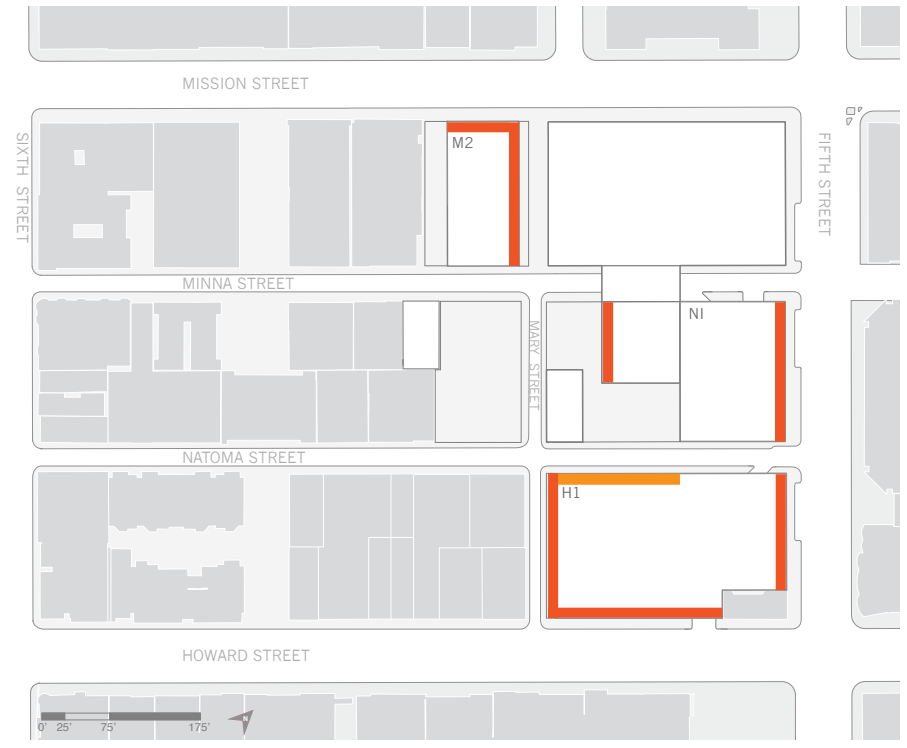 MISSION STREET
SIXTH STREET
M2
FIFTH STREET
MINNA STREET
N1
MARY STREET
NATOMA STREET
H1
HOWARD STREET
N
0' 25' 75' 175'